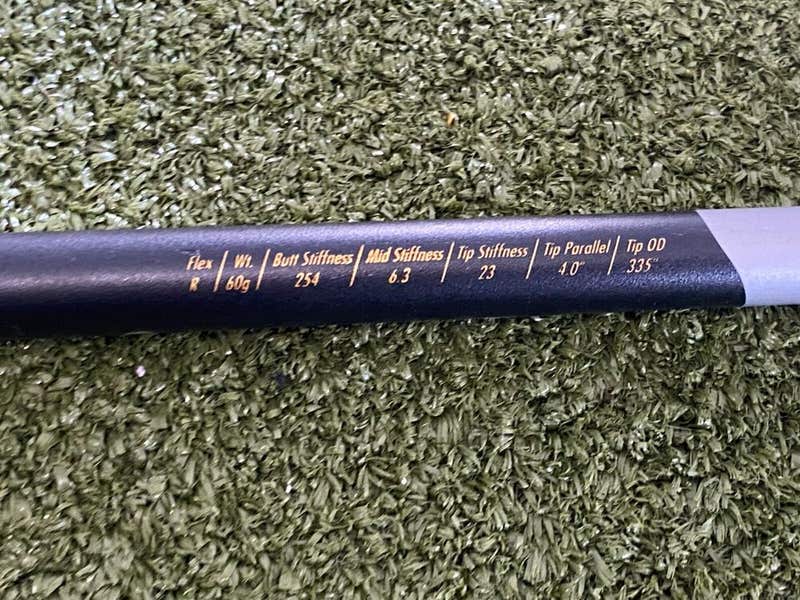 Flex / Wt. / Butt Stiffness / Mid Stiffness / Tip Stiffness / Tip Parallel / Tip OD
R / 60g / 254 / 6.3 / 23 / 4.0" / 335"